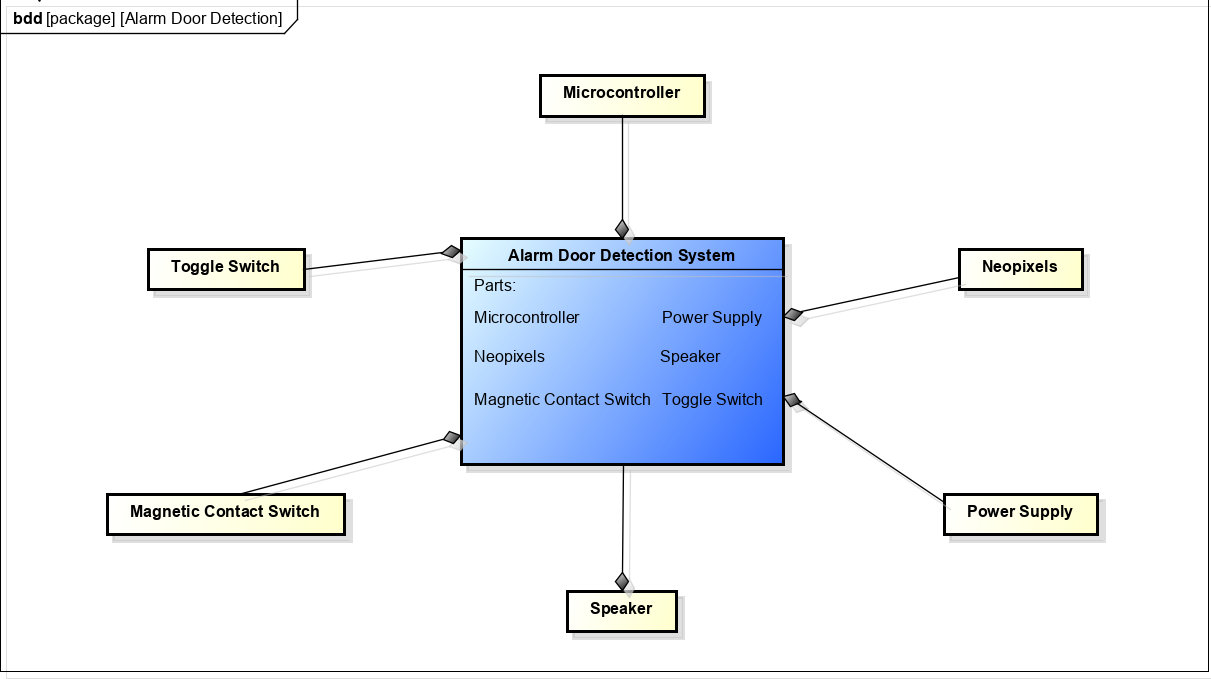 bdd [package] [Alarm Door Detection]
Microcontroller
Toggle Switch
Neopixels
Alarm Door Detection System
Parts:
Microcontroller Power Supply
Neopixels Speaker
Magnetic Contact Switch Toggle Switch
Magnetic Contact Switch
Power Supply
Speaker